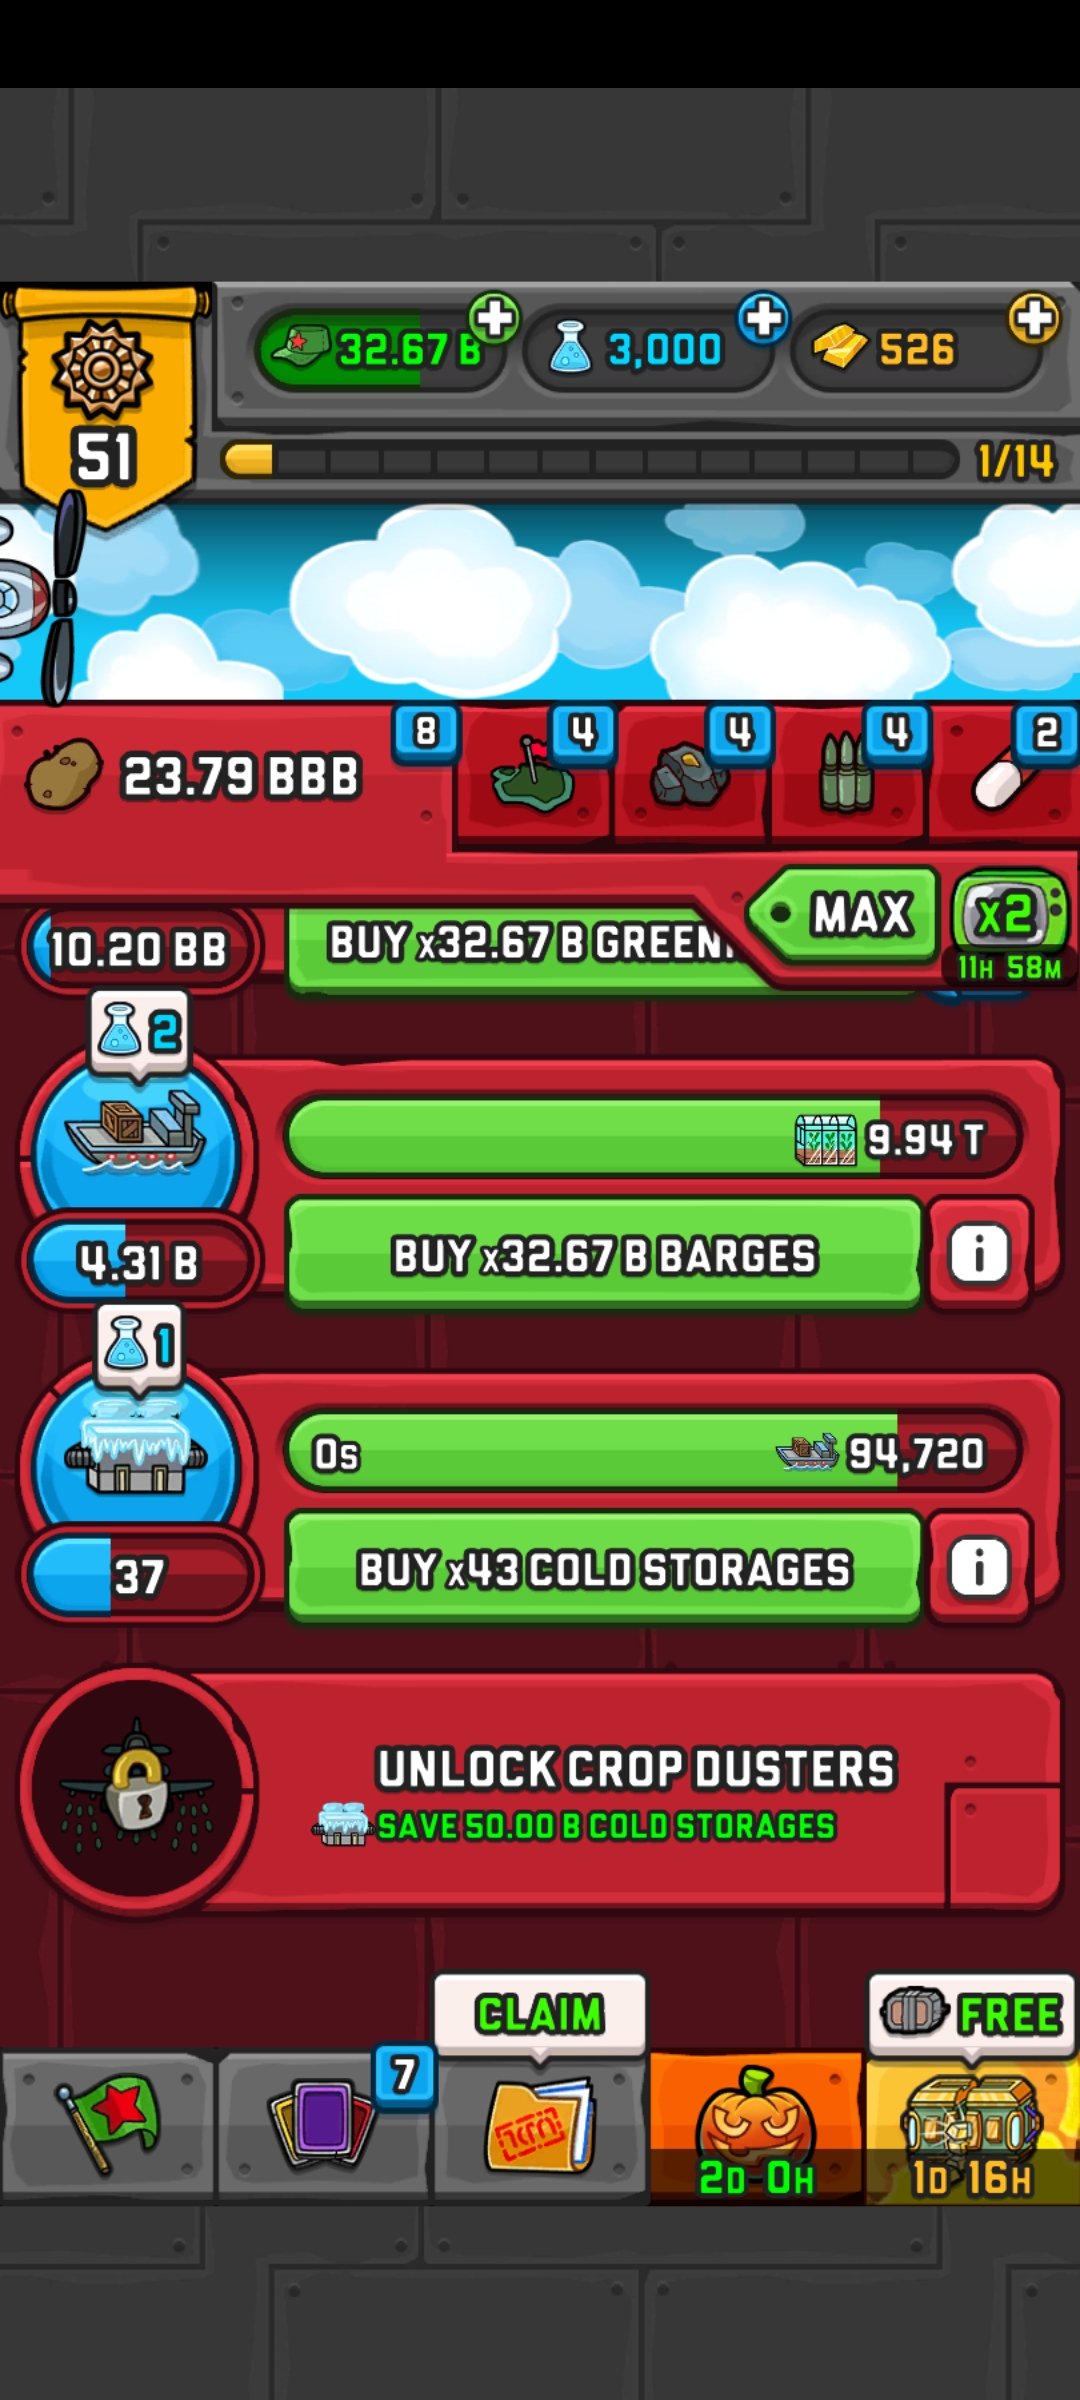 51
32.67 B
3,000
526
1/14
23.79 BBB
8
4
4
4
2
MAX
x2
11H 58M
10.20 BB
BUY x32.67 B GREEN
2
9.94 T
4.31 B
BUY x32.67 B BARGES
i
1
0s
94,720
37
BUY x43 COLD STORAGES
i
UNLOCK CROP DUSTERS
SAVE 50.00 B COLD STORAGES
CLAIM
FREE
7
2D 0H
1D 16H